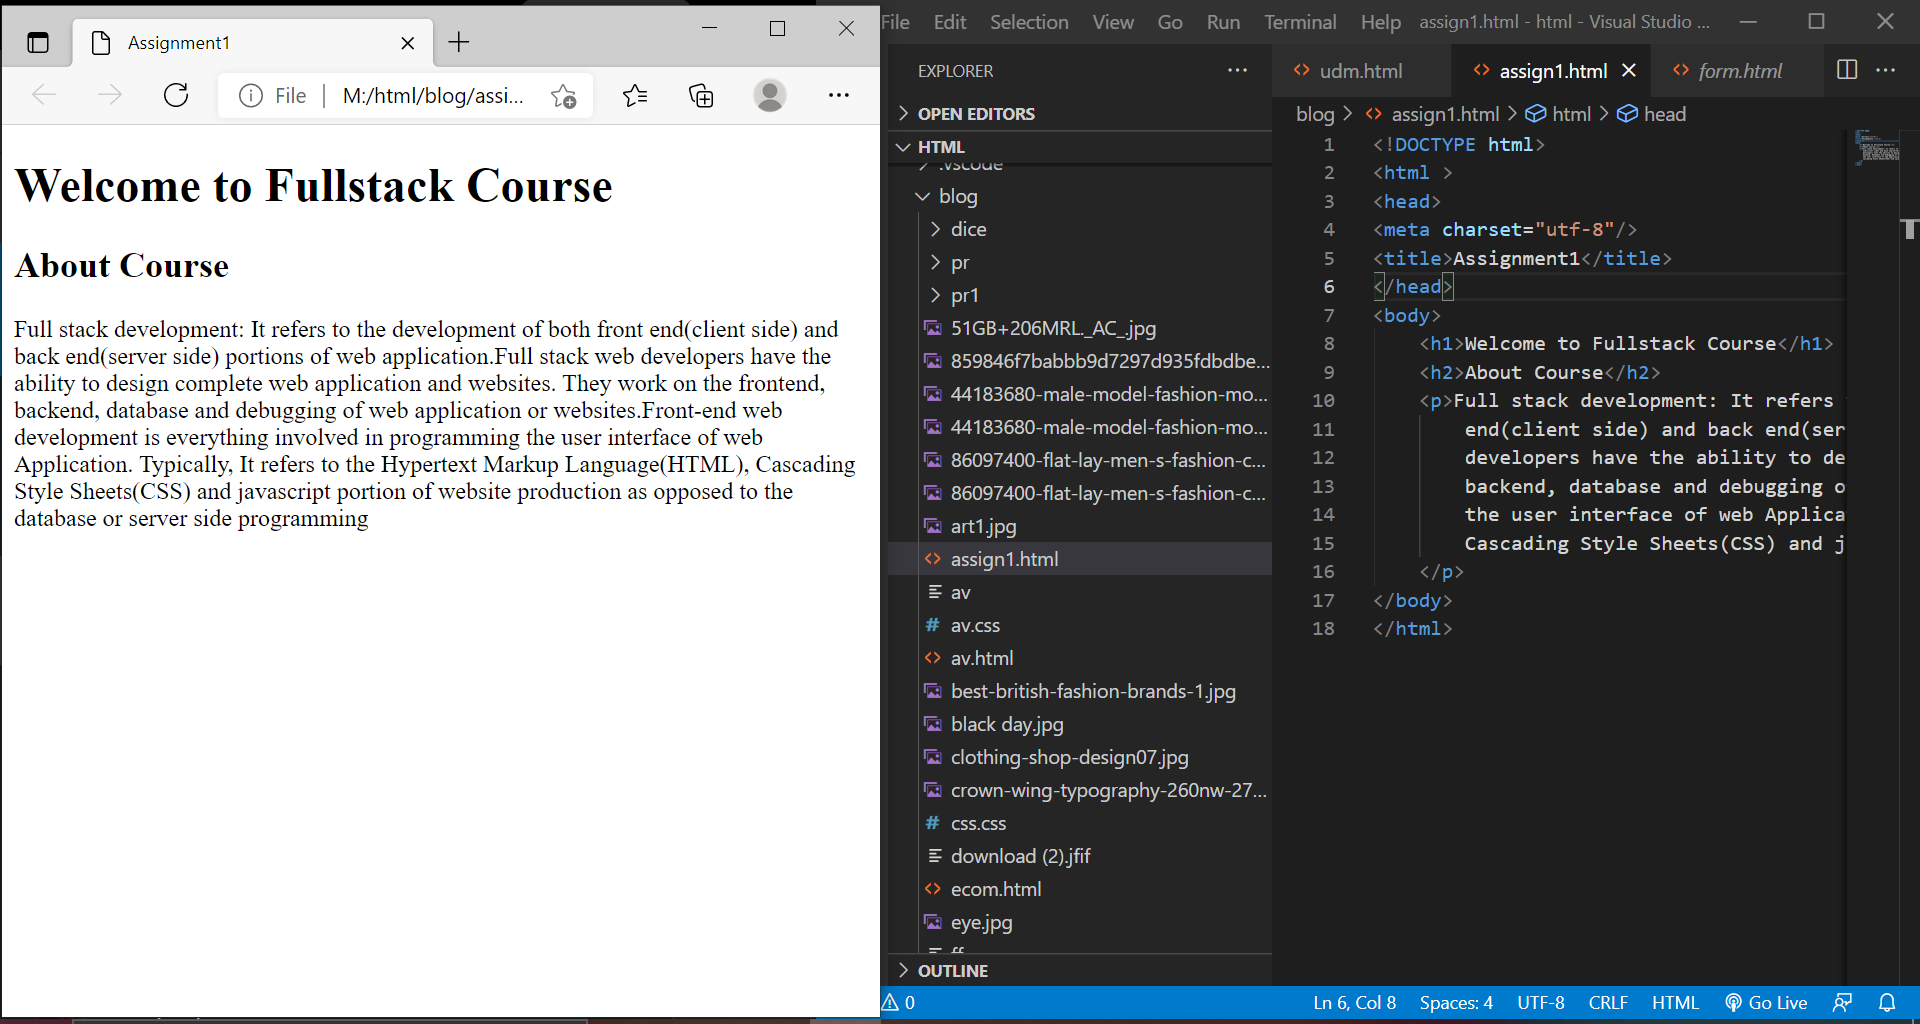 Assignment1
File
M:/html/blog/assi...
Welcome to Fullstack Course
About Course
Full stack development: It refers to the development of both front end(client side) and
back end(server side) portions of web application.Full stack web developers have the
ability to design complete web application and websites. They work on the frontend,
backend, database and debugging of web application or websites.Front-end web
development is everything involved in programming the user interface of web
Application. Typically, It refers to the Hypertext Markup Language(HTML), Cascading
Style Sheets(CSS) and javascript portion of website production as opposed to the
database or server side programming
File Edit Selection View Go Run Terminal Help assign1.html - html - Visual Studio ...
EXPLORER
OPEN EDITORS
HTML
.vscode
blog
dice
pr
pr1
51GB+206MRL._AC_.jpg
859846f7babbb9d7297d935fdbdbe...
44183680-male-model-fashion-mo...
44183680-male-model-fashion-mo...
86097400-flat-lay-men-s-fashion-c...
86097400-flat-lay-men-s-fashion-c...
art1.jpg
assign1.html
av
av.css
av.html
best-british-fashion-brands-1.jpg
black day.jpg
clothing-shop-design07.jpg
crown-wing-typography-260nw-27...
css.css
download (2).jfif
ecom.html
eye.jpg
OUTLINE
udm.html assign1.html form.html
blog > assign1.html > html > head
1 <!DOCTYPE html>
2 <html >
3 <head>
4 <meta charset="utf-8"/>
5 <title>Assignment1</title>
6 </head>
7 <body>
8 <h1>Welcome to Fullstack Course</h1>
9 <h2>About Course</h2>
10 <p>Full stack development: It refers
11 end(client side) and back end(ser
12 developers have the ability to de
13 backend, database and debugging o
14 the user interface of web Applica
15 Cascading Style Sheets(CSS) and j
16 </p>
17 </body>
18 </html>
0 Ln 6, Col 8 Spaces: 4 UTF-8 CRLF HTML Go Live